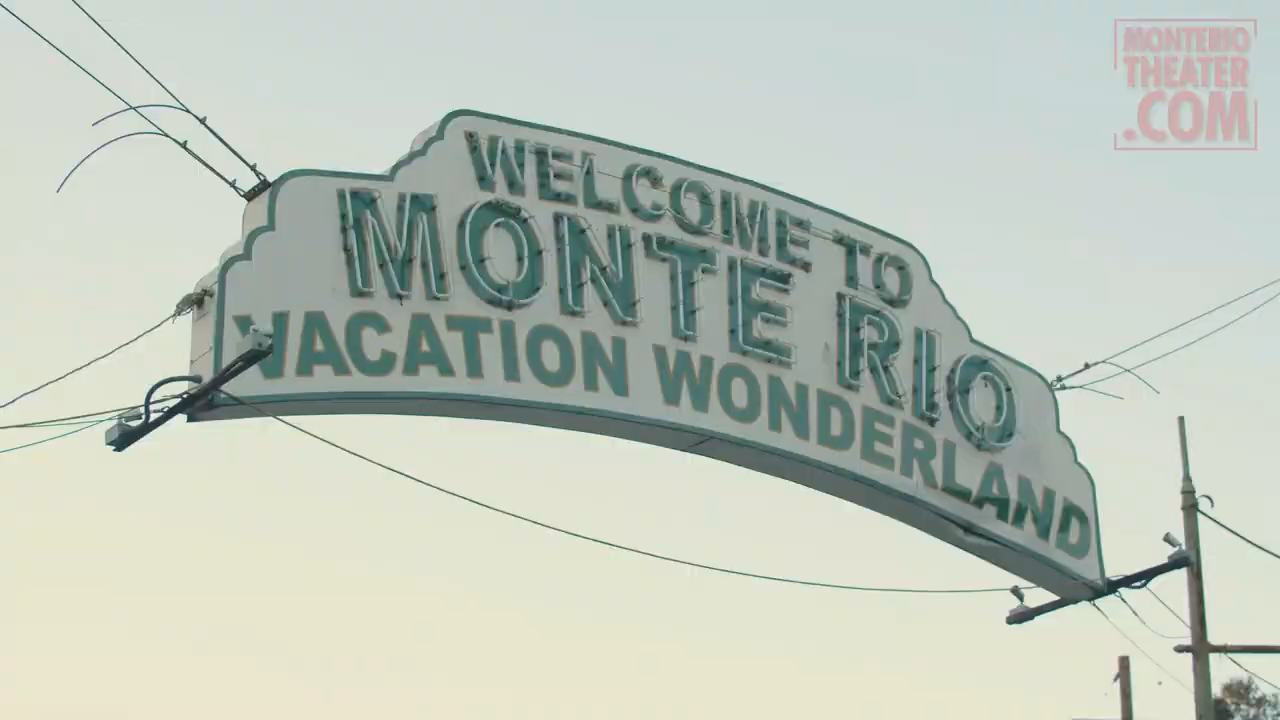 MONTERIO
THEATER
.COM
WELCOME TO
MONTE RIO
VACATION WONDERLAND